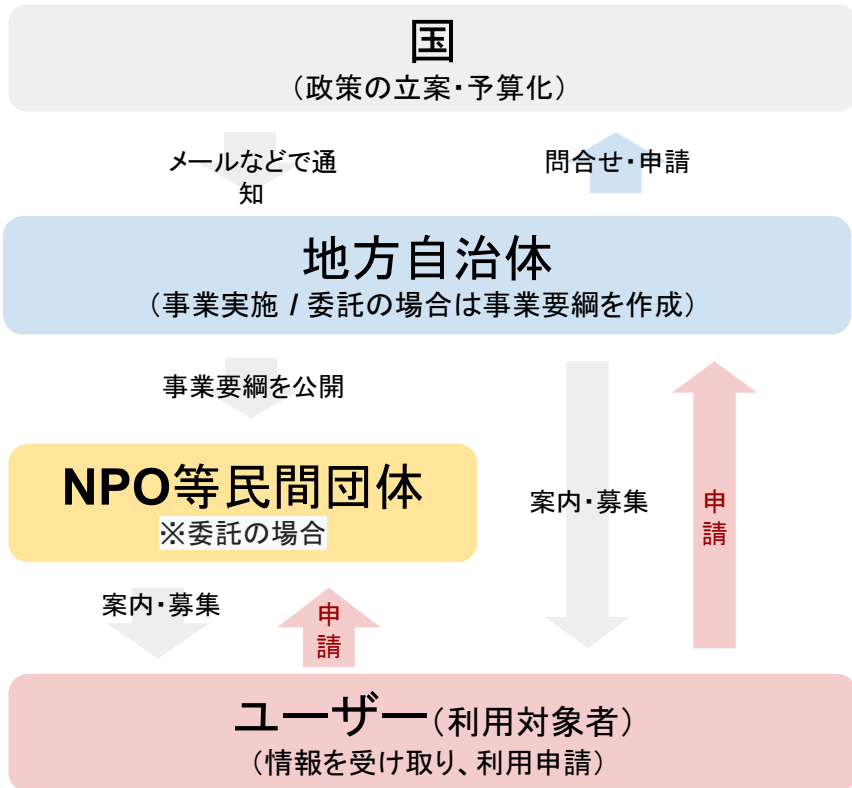 国
（政策の立案・予算化）
メールなどで通
知
問合せ・申請
地方自治体
（事業実施 / 委託の場合は事業要綱を作成）
事業要綱を公開
NPO等民間団体
※委託の場合
案内・募集
申
請
案内・募集
申
請
ユーザー（利用対象者）
（情報を受け取り、利用申請）